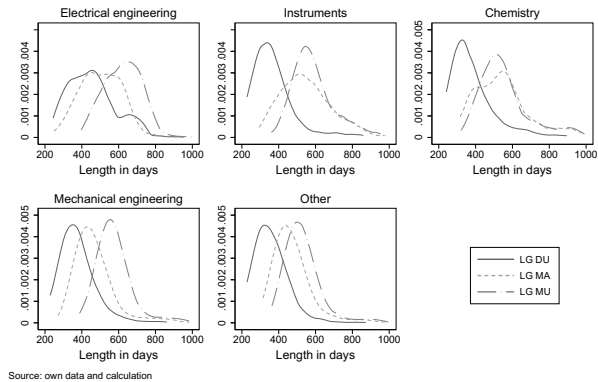 Electrical engineering
0 .001 .002 .003 .004
200 400 600 800 1000
Length in days
Instruments
0 .001 .002 .003 .004
200 400 600 800 1000
Length in days
Chemistry
0 .001 .002 .003 .004 .005
200 400 600 800 1000
Length in days
Mechanical engineering
0 .001 .002 .003 .004 .005
200 400 600 800 1000
Length in days
Other
0 .001 .002 .003 .004 .005
200 400 600 800 1000
Length in days
LG DU
LG MA
LG MU
Source: own data and calculation